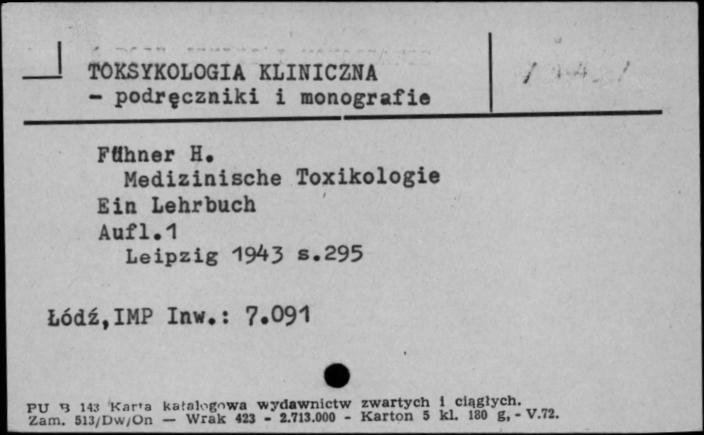 TOKSYKOLOGIA KLINICZNA
- podręczniki i monografie
Fühner H.
Medizinische Toxikologie
Ein Lehrbuch
Aufl.1
Leipzig 1943 s.295
Łódź,IMP Inw.: 7.091
PU B 143 Karta katalogowa wydawnictw zwartych i ciągłych.
Zam. 513/Dw/On — Wrak 423 - 2.713.000 - Karton 5 kl. 180 g, - V.72.